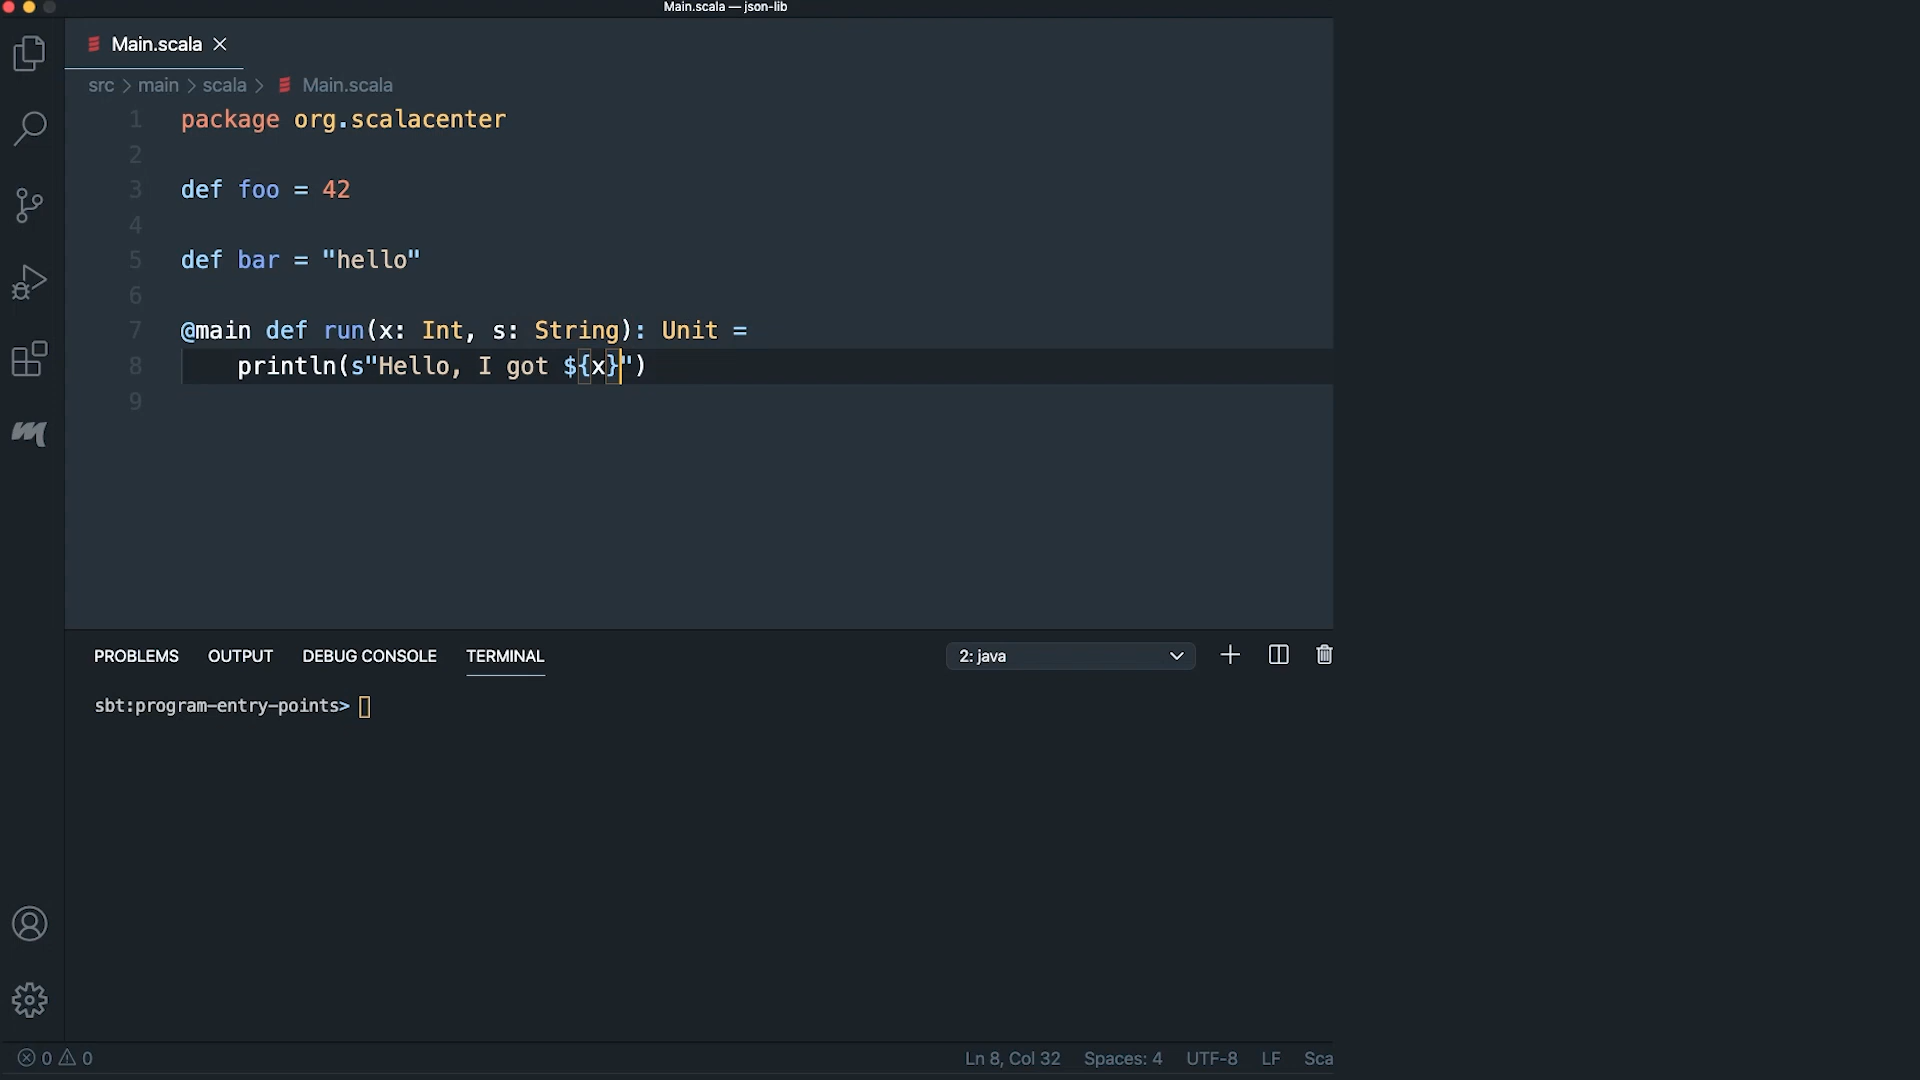 Main.scala — json-lib
Main.scala
src > main > scala > Main.scala
1 package org.scalacenter
2
3 def foo = 42
4
5 def bar = "hello"
6
7 @main def run(x: Int, s: String): Unit =
8 println(s"Hello, I got ${x}")
9
PROBLEMS OUTPUT DEBUG CONSOLE TERMINAL 2: java
sbt:program-entry-points>
0 0 Ln 8, Col 32 Spaces: 4 UTF-8 LF Sca